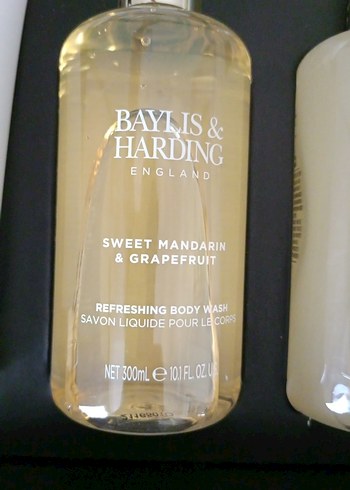 BAYLIS &
HARDING
ENGLAND
SWEET MANDARIN
& GRAPEFRUIT
REFRESHING BODY WASH
SAVON LIQUIDE POUR LE CORPS
NET 300mL ℮ 10.1 FL. OZ. U.S.